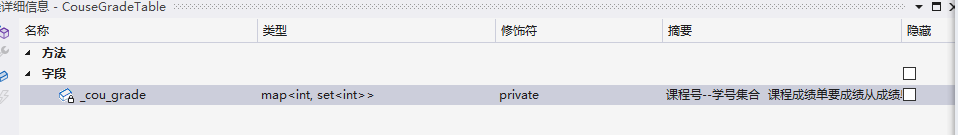 详细信息 - CouseGradeTable
名称 类型 修饰符 摘要 隐藏
方法
字段
_cou_grade map<int, set<int>> private 课程号--学号集合 课程成绩单要成绩从成绩